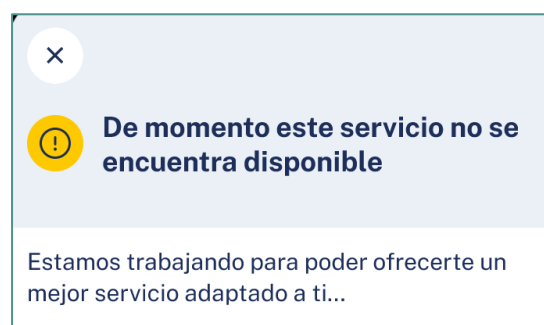 De momento este servicio no se
encuentra disponible
Estamos trabajando para poder ofrecerte un
mejor servicio adaptado a ti...